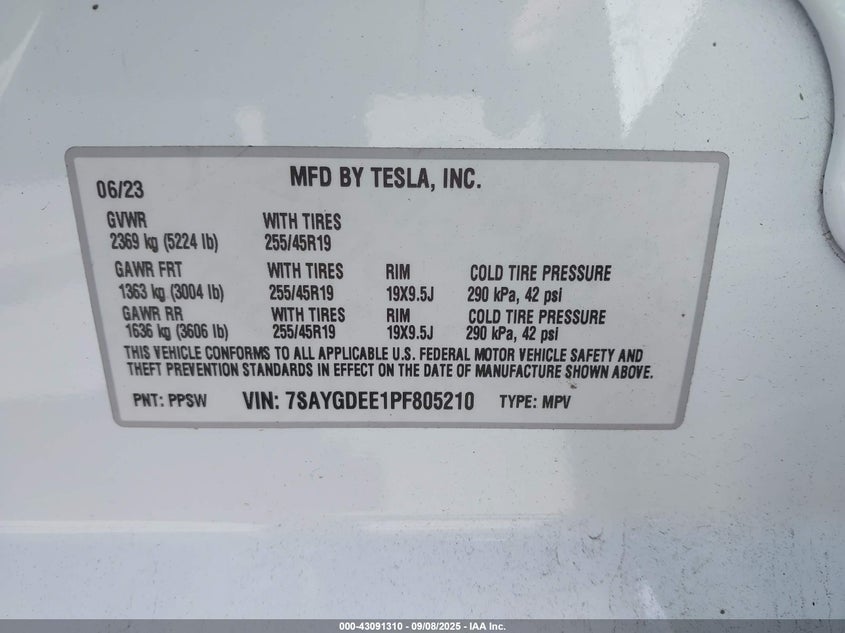 MFD BY TESLA, INC.
06/23
GVWR WITH TIRES
2369 kg (5224 lb) 255/45R19
GAWR FRT WITH TIRES RIM COLD TIRE PRESSURE
1363 kg (3004 lb) 255/45R19 19X9.5J 290 kPa, 42 psi
GAWR RR WITH TIRES RIM COLD TIRE PRESSURE
1636 kg (3606 lb) 255/45R19 19X9.5J 290 kPa, 42 psi
THIS VEHICLE CONFORMS TO ALL APPLICABLE U.S. FEDERAL MOTOR VEHICLE SAFETY AND
THEFT PREVENTION STANDARDS IN EFFECT ON THE DATE OF MANUFACTURE SHOWN ABOVE.
PNT: PPSW VIN: 7SAYGDEE1PF805210 TYPE: MPV
000-43091310 - 09/08/2025 - IAA Inc.